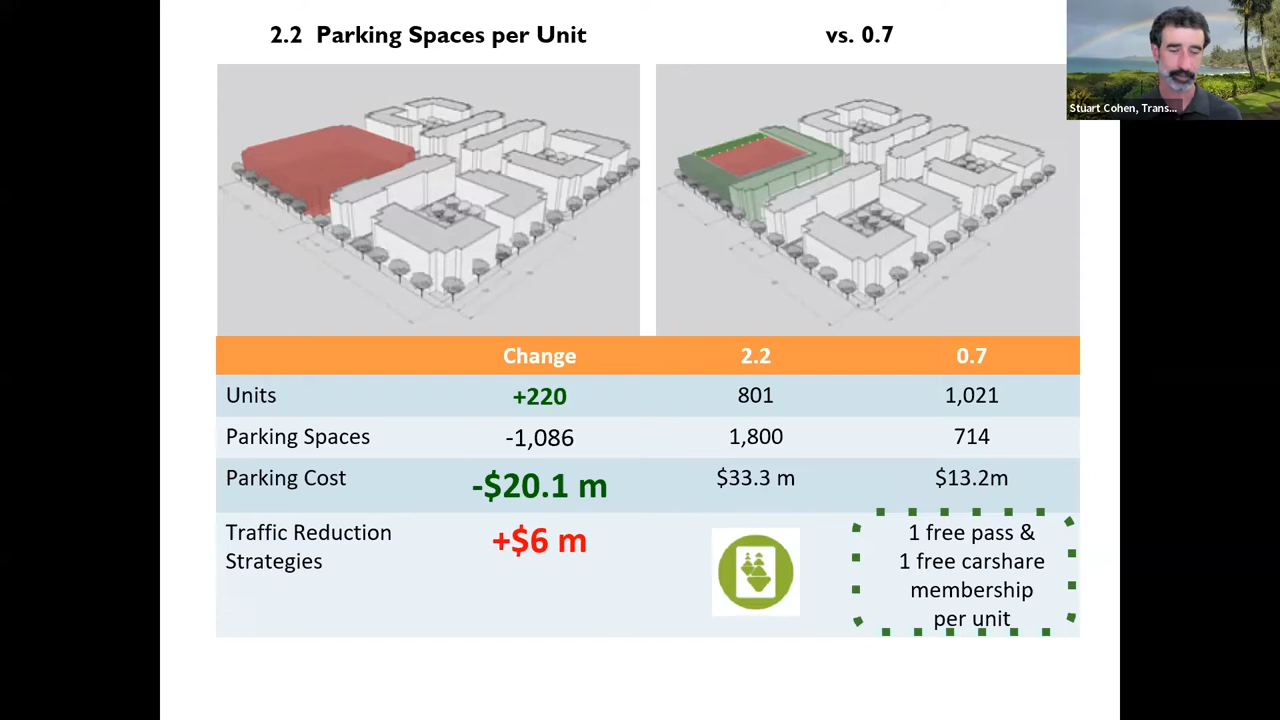 2.2 Parking Spaces per Unit vs. 0.7
Stuart Cohen, Trans...
Change 2.2 0.7
Units +220 801 1,021
Parking Spaces -1,086 1,800 714
Parking Cost -$20.1 m $33.3 m $13.2m
Traffic Reduction
Strategies
+$6 m
1 free pass &
1 free carshare
membership
per unit